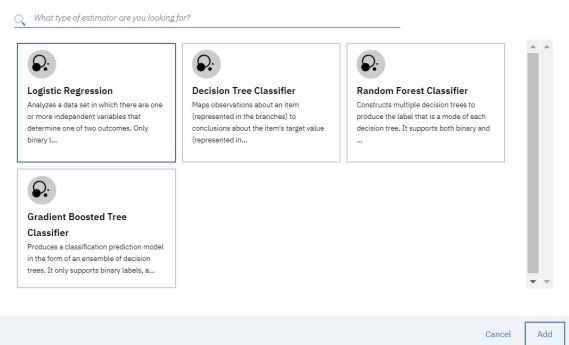 What type of estimator are you looking for?
Logistic Regression
Analyzes a data set in which there are one
or more independent variables that
determine one of two outcomes. Only
binary l...
Decision Tree Classifier
Maps observations about an item
(represented in the branches) to
conclusions about the item's target value
(represented in...
Random Forest Classifier
Constructs multiple decision trees to
produce the label that is a mode of each
decision tree. It supports both binary and
...
Gradient Boosted Tree
Classifier
Produces a classification prediction model
in the form of an ensemble of decision
trees. It only supports binary labels, a...
Cancel
Add